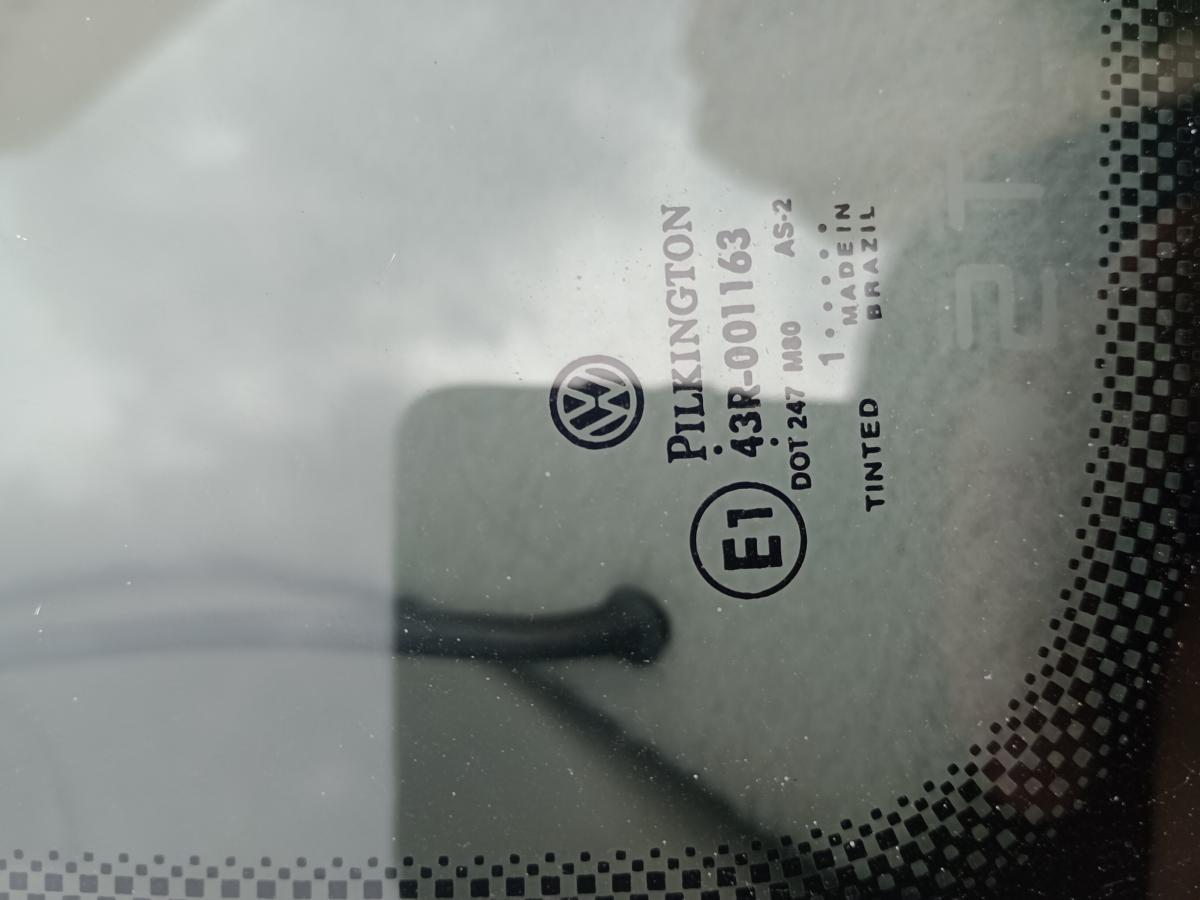 PILKINGTON
E1 43R-001163
DOT 247 M80 AS-2
1.....
MADE IN
TINTED BRAZIL